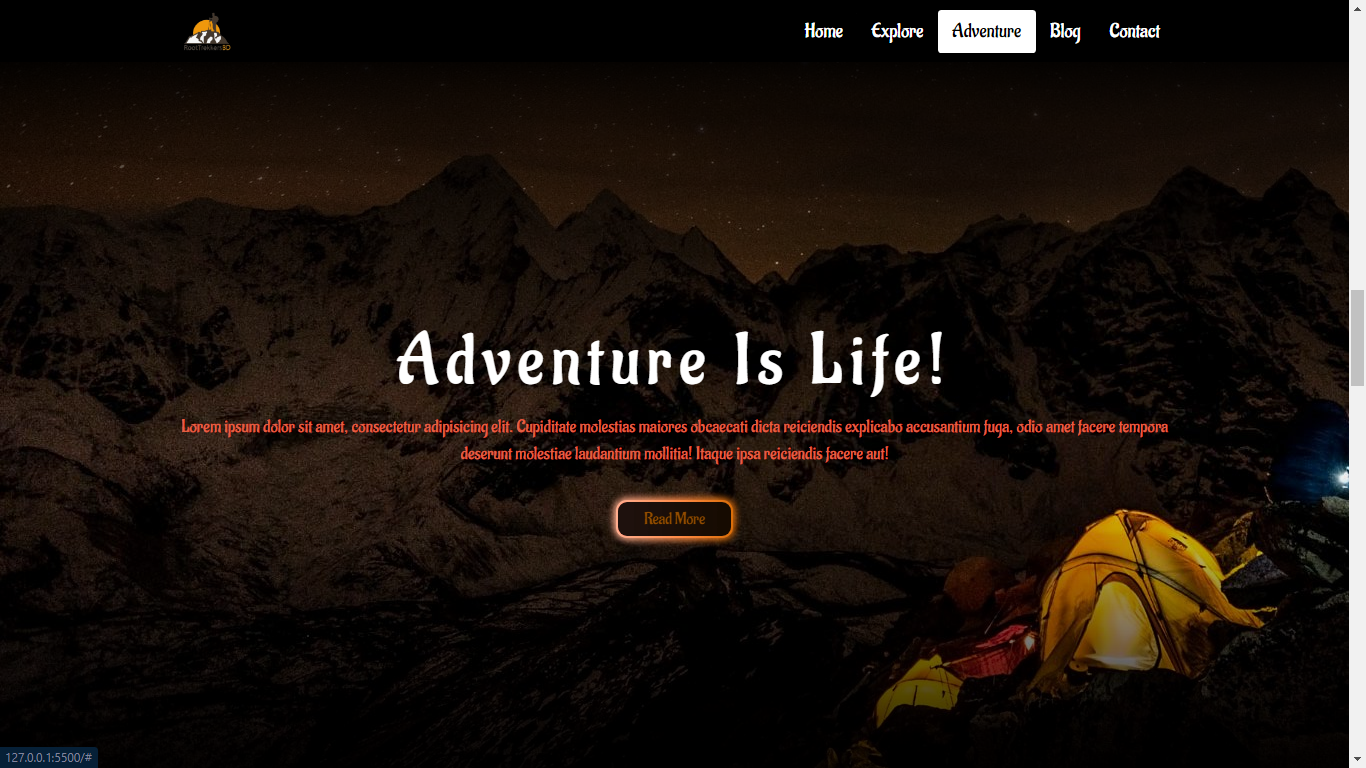 RootTrekkersBD
Home Explore Adventure Blog Contact
Adventure Is Life!
Lorem ipsum dolor sit amet, consectetur adipisicing elit. Cupiditate molestias maiores obcaecati dicta reiciendis explicabo accusantium fuga, odio amet facere tempora
deserunt molestiae laudantium mollitia! Itaque ipsa reiciendis facere aut!
Read More
127.0.0.1:5500/#